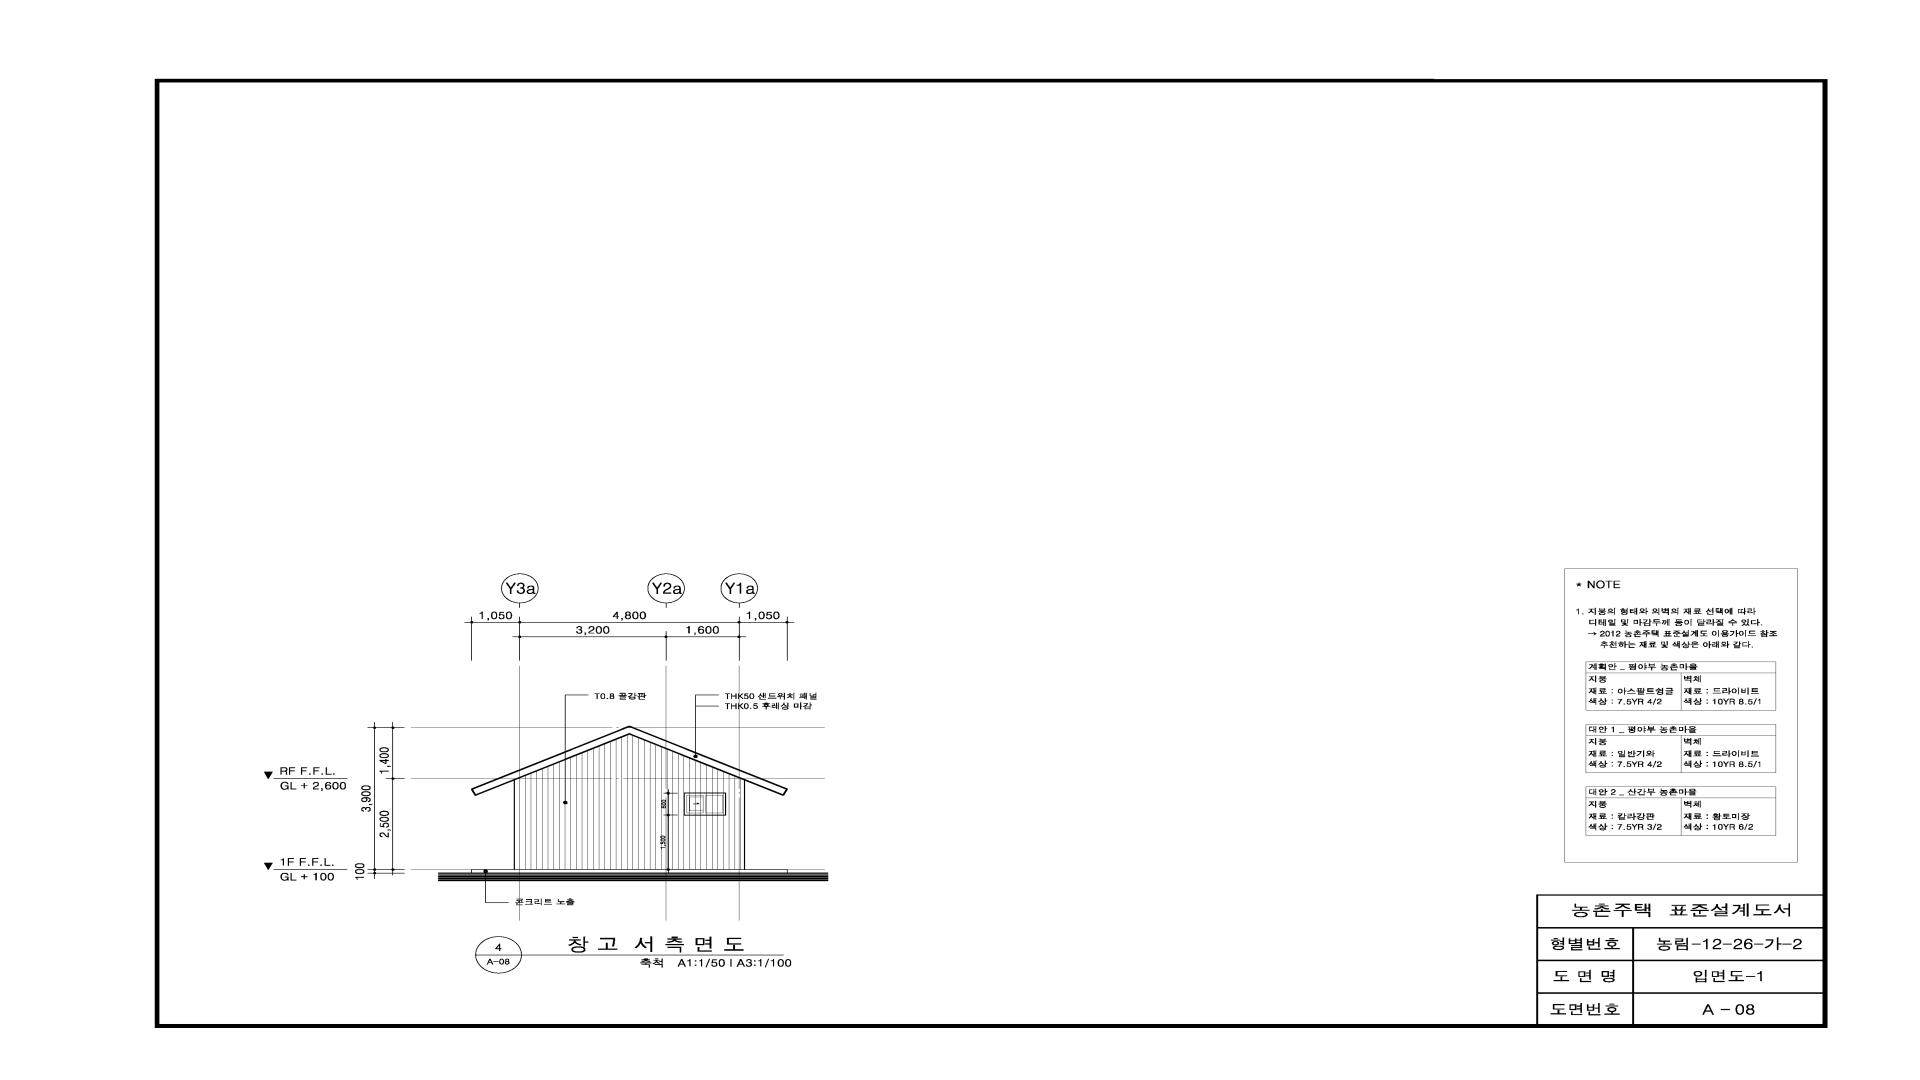 Y3a
Y2a
Y1a
1,050
4,800
1,050
3,200
1,600
T0.8 골강판
THK50 샌드위치 패널
THK0.5 후레싱 마감
RF F.F.L.
GL + 2,600
1F F.F.L.
GL + 100
3,900
1,400
2,500
100
600
1,500
콘크리트 노출
4
A-08
창 고 서 측 면 도
축척 A1:1/50 I A3:1/100
* NOTE
1. 지붕의 형태와 외벽의 재료 선택에 따라
디테일 및 마감두께 등이 달라질 수 있다.
→ 2012 농촌주택 표준설계도 이용가이드 참조
추천하는 재료 및 색상은 아래와 같다.
계획안 _ 평야부 농촌마을
지붕 벽체
재료 : 아스팔트슁글 재료 : 드라이비트
색상 : 7.5YR 4/2 색상 : 10YR 8.5/1
대안 1 _ 평야부 농촌마을
지붕 벽체
재료 : 일반기와 재료 : 드라이비트
색상 : 7.5YR 4/2 색상 : 10YR 8.5/1
대안 2 _ 산간부 농촌마을
지붕 벽체
재료 : 칼라강판 재료 : 황토미장
색상 : 7.5YR 3/2 색상 : 10YR 6/2
농촌주택 표준설계도서
형별번호 농림-12-26-가-2
도 면 명 입면도-1
도면번호 A - 08